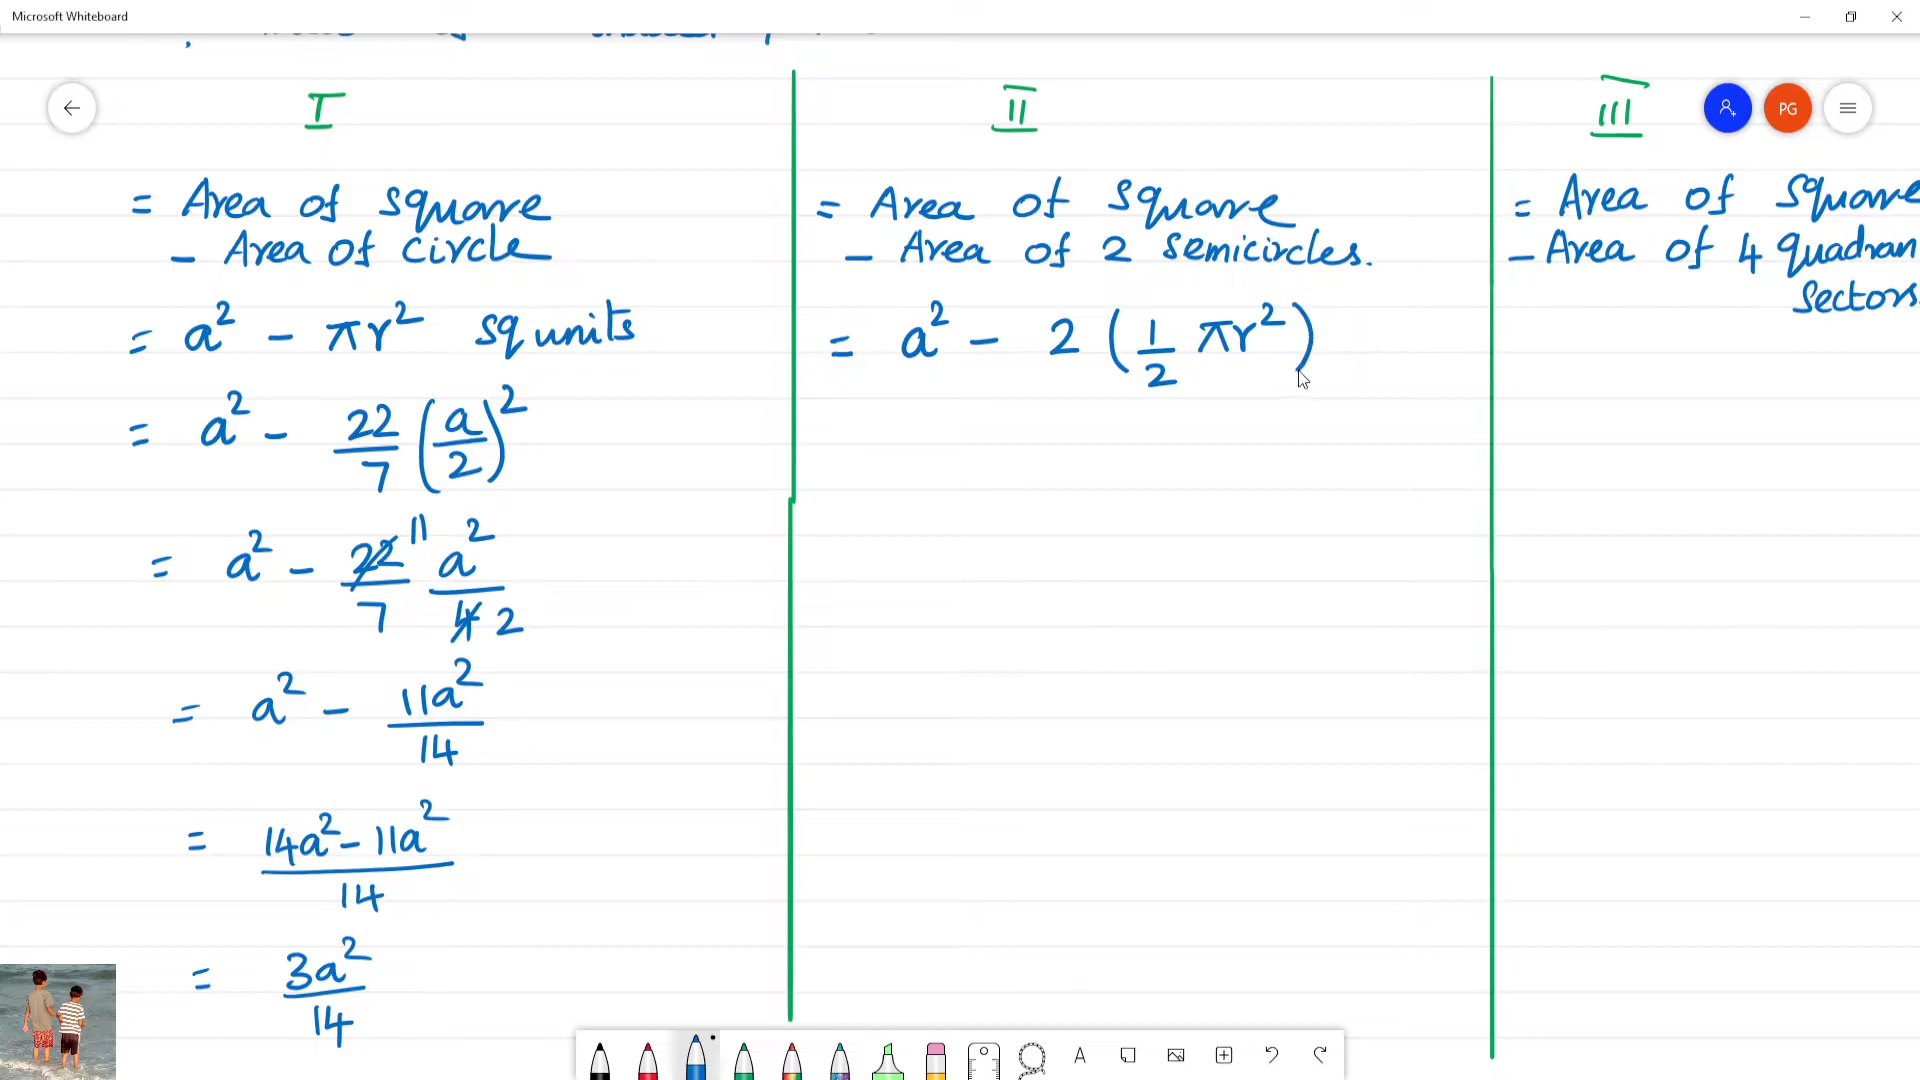 Microsoft Whiteboard
I
= Area of square
- Area of circle
= a² - πr² sq units
= a² - 22/7 (a/2)²
= a² - 22/7 11 a²/4 2
= a² - 11a²/14
= 14a² - 11a²/14
= 3a²/14
II
= Area of square
- Area of 2 semicircles.
= a² - 2 (1/2 πr²)
III
= Area of square
- Area of 4 quadran
sectors
PG
A